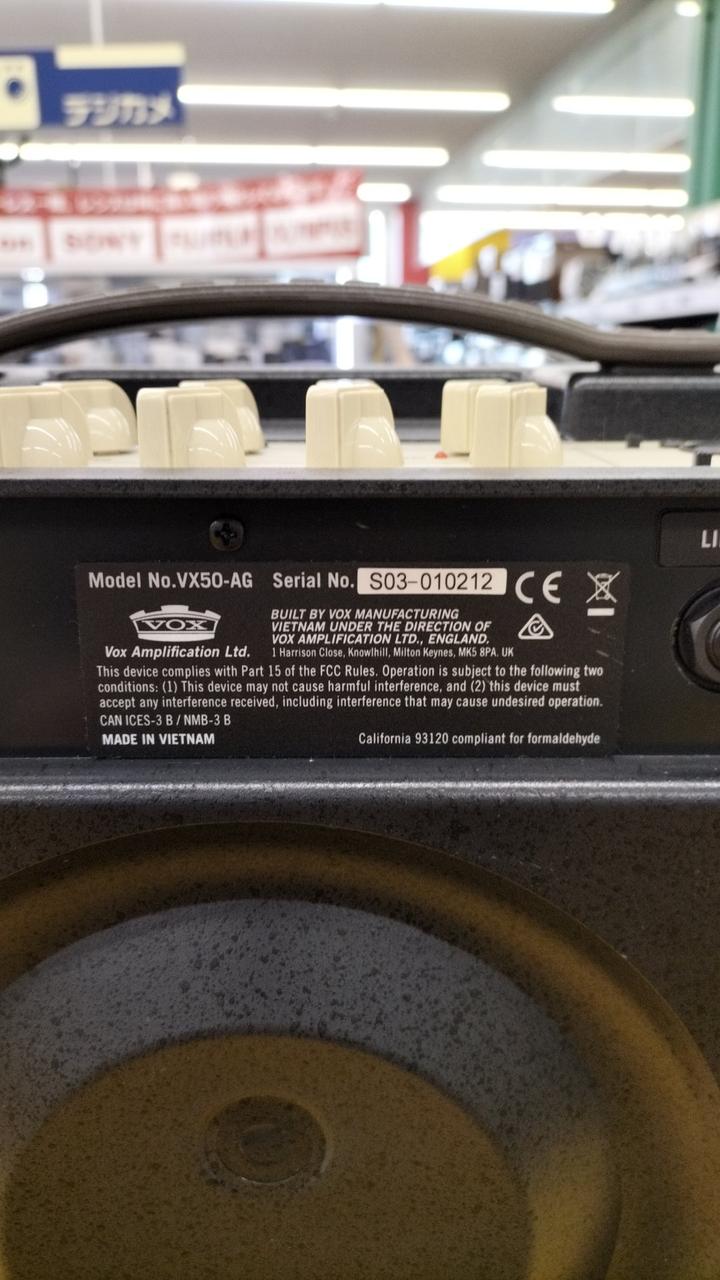 デジカメ
SONY FUJIFILM OLYMPUS
LI
Model No.VX50-AG Serial No. S03-010212 CE
VOX
Vox Amplification Ltd.
BUILT BY VOX MANUFACTURING
VIETNAM UNDER THE DIRECTION OF
VOX AMPLIFICATION LTD., ENGLAND.
1 Harrison Close, Knowlhill, Milton Keynes, MK5 8PA. UK
This device complies with Part 15 of the FCC Rules. Operation is subject to the following two
conditions: (1) This device may not cause harmful interference, and (2) this device must
accept any interference received, including interference that may cause undesired operation.
CAN ICES-3 B / NMB-3 B
MADE IN VIETNAM California 93120 compliant for formaldehyde